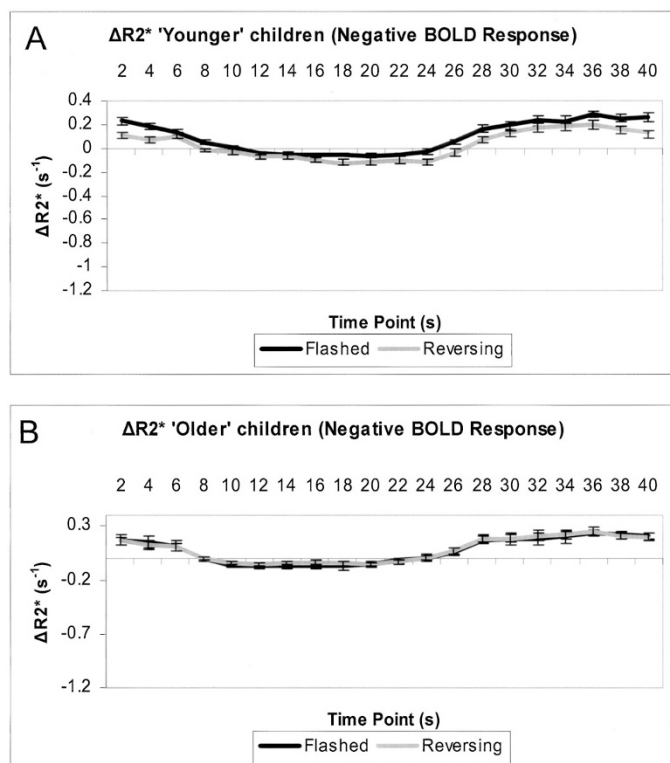 A
ΔR2* 'Younger' children (Negative BOLD Response)
2 4 6 8 10 12 14 16 18 20 22 24 26 28 30 32 34 36 38 40
0.4
0.2
0
-0.2
-0.4
-0.6
-0.8
-1
-1.2
ΔR2* (s⁻¹)
Time Point (s)
Flashed Reversing
B
ΔR2* 'Older' children (Negative BOLD Response)
2 4 6 8 10 12 14 16 18 20 22 24 26 28 30 32 34 36 38 40
0.3
-0.2
-0.7
-1.2
ΔR2* (s⁻¹)
Time Point (s)
Flashed Reversing